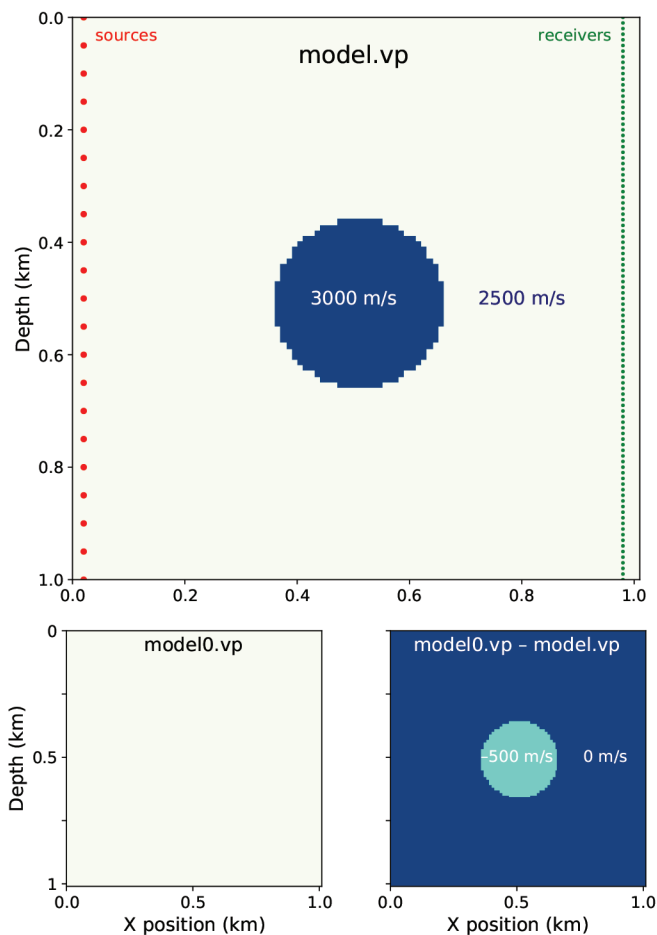 0.0
sources
receivers
model.vp
0.2
0.4
Depth (km)
3000 m/s
2500 m/s
0.6
0.8
1.0
0.0
0.2
0.4
0.6
0.8
1.0
0
model0.vp
model0.vp – model.vp
Depth (km)
0.5
–500 m/s
0 m/s
1
0.0
0.5
1.0
0.0
0.5
1.0
X position (km)
X position (km)